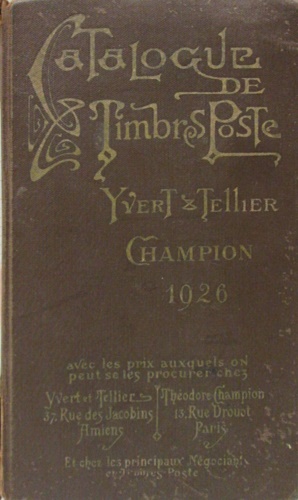 Catalogue
de
Timbres Poste
Yvert & Tellier
Champion
1926
avec les prix auxquels on
peut se les procurer chez
Yvert et Tellier
37, Rue des Jacobins
Amiens
Théodore Champion
13, Rue Drouot
Paris
Et chez les principaux Négociants
en Timbres-Poste